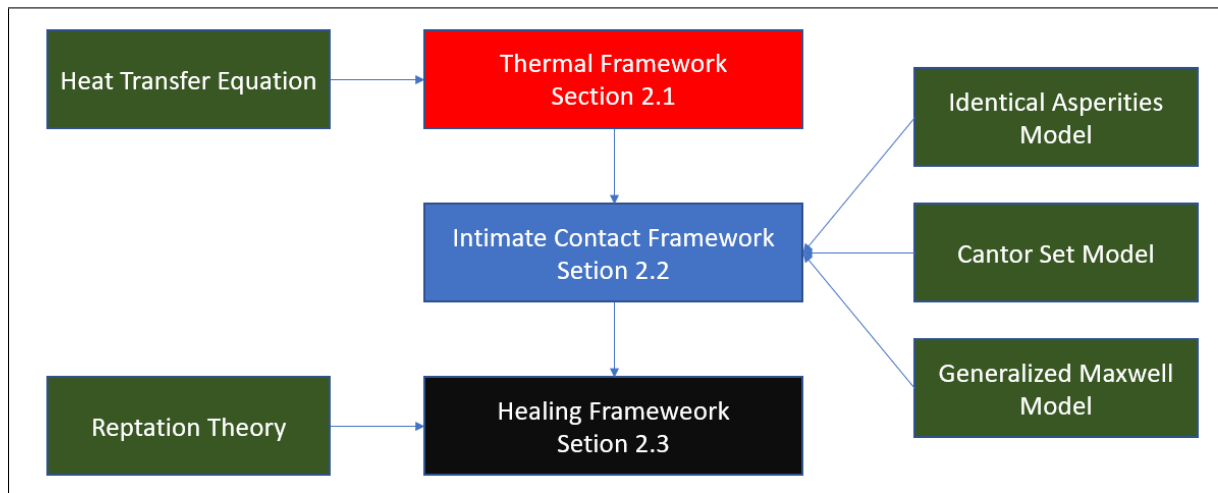 Heat Transfer Equation
Thermal Framework
Section 2.1
Identical Asperities
Model
Intimate Contact Framework
Setion 2.2
Cantor Set Model
Generalized Maxwell
Model
Reptation Theory
Healing Frameweork
Setion 2.3